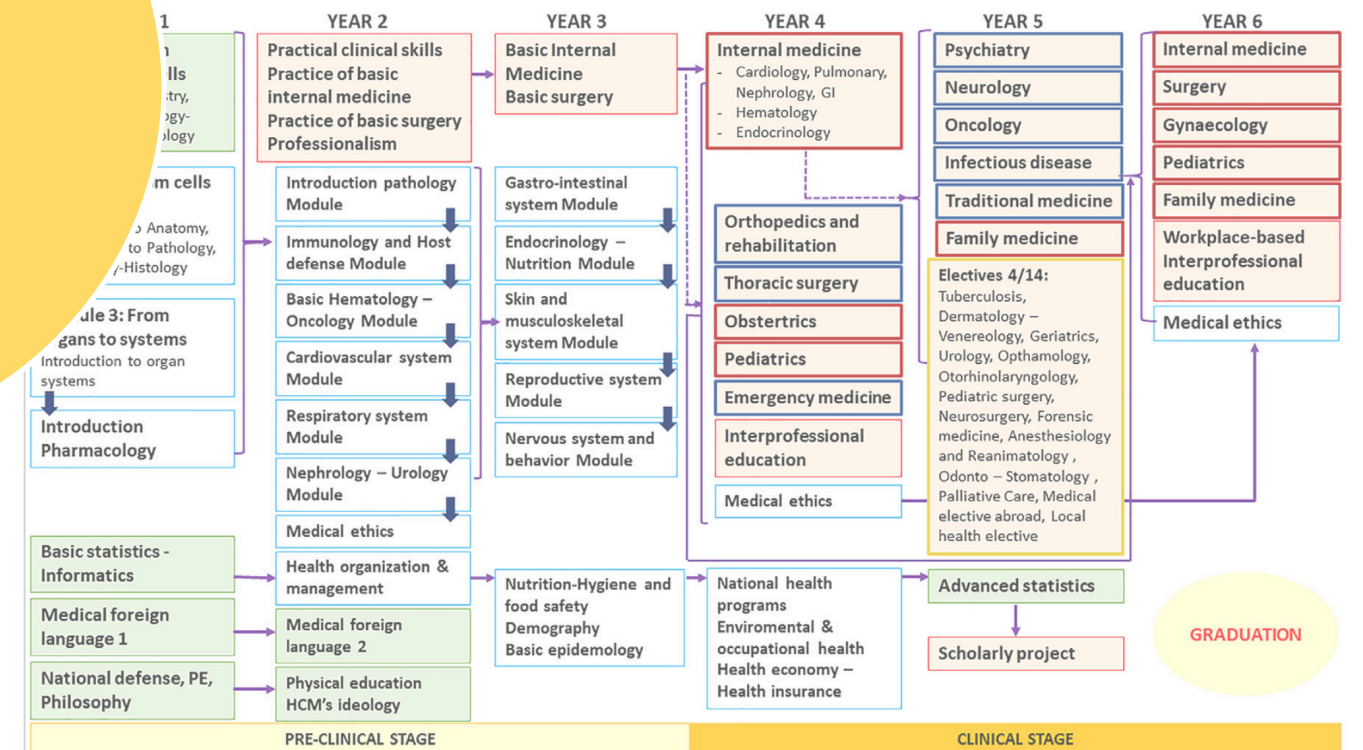 1
YEAR 2
YEAR 3
YEAR 4
YEAR 5
YEAR 6
to Pathology,
-Histology
3: From
to systems
Introduction to organ
systems
Introduction
Pharmacology
Basic statistics -
Informatics
Medical foreign
language 1
National defense, PE,
Philosophy
Practical clinical skills
Practice of basic
internal medicine
Practice of basic surgery
Professionalism
Introduction pathology
Module
Immunology and Host
defense Module
Basic Hematology –
Oncology Module
Cardiovascular system
Module
Respiratory system
Module
Nephrology – Urology
Module
Medical ethics
Health organization &
management
Medical foreign
language 2
Physical education
HCM's ideology
Basic Internal
Medicine
Basic surgery
Gastro-intestinal
system Module
Endocrinology –
Nutrition Module
Skin and
musculoskeletal
system Module
Reproductive system
Module
Nervous system and
behavior Module
Nutrition-Hygiene and
food safety
Demography
Basic epidemology
Internal medicine
- Cardiology, Pulmonary,
Nephrology, GI
- Hematology
- Endocrinology
Orthopedics and
rehabilitation
Thoracic surgery
Obstertrics
Pediatrics
Emergency medicine
Interprofessional
education
Medical ethics
National health
programs
Enviromental &
occupational health
Health economy –
Health insurance
Psychiatry
Neurology
Oncology
Infectious disease
Traditional medicine
Family medicine
Electives 4/14:
Tuberculosis,
Dermatology –
Venereology, Geriatrics,
Urology, Opthamology,
Otorhinolaryngology,
Pediatric surgery,
Neurosurgery, Forensic
medicine, Anesthesiology
and Reanimatology ,
Odonto – Stomatology ,
Palliative Care, Medical
elective abroad, Local
health elective
Advanced statistics
Scholarly project
Internal medicine
Surgery
Gynaecology
Pediatrics
Family medicine
Workplace-based
Interprofessional
education
Medical ethics
GRADUATION
PRE-CLINICAL STAGE
CLINICAL STAGE